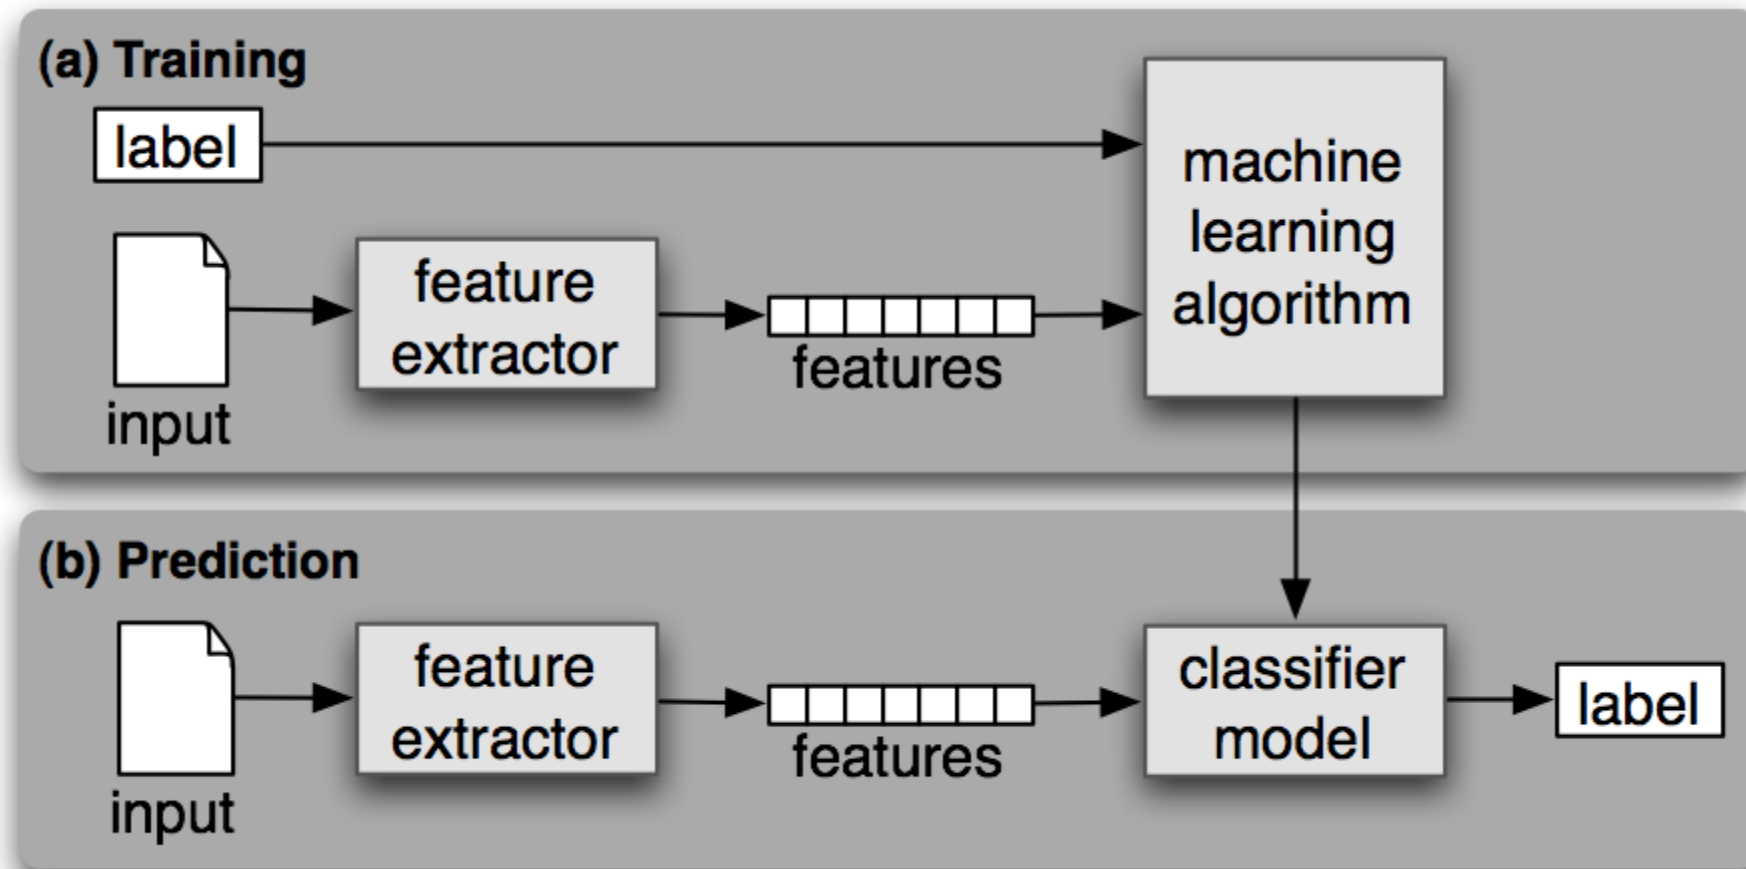 (a) Training
label
machine
learning
algorithm
feature
extractor
features
input
(b) Prediction
feature
extractor
features
classifier
model
label
input